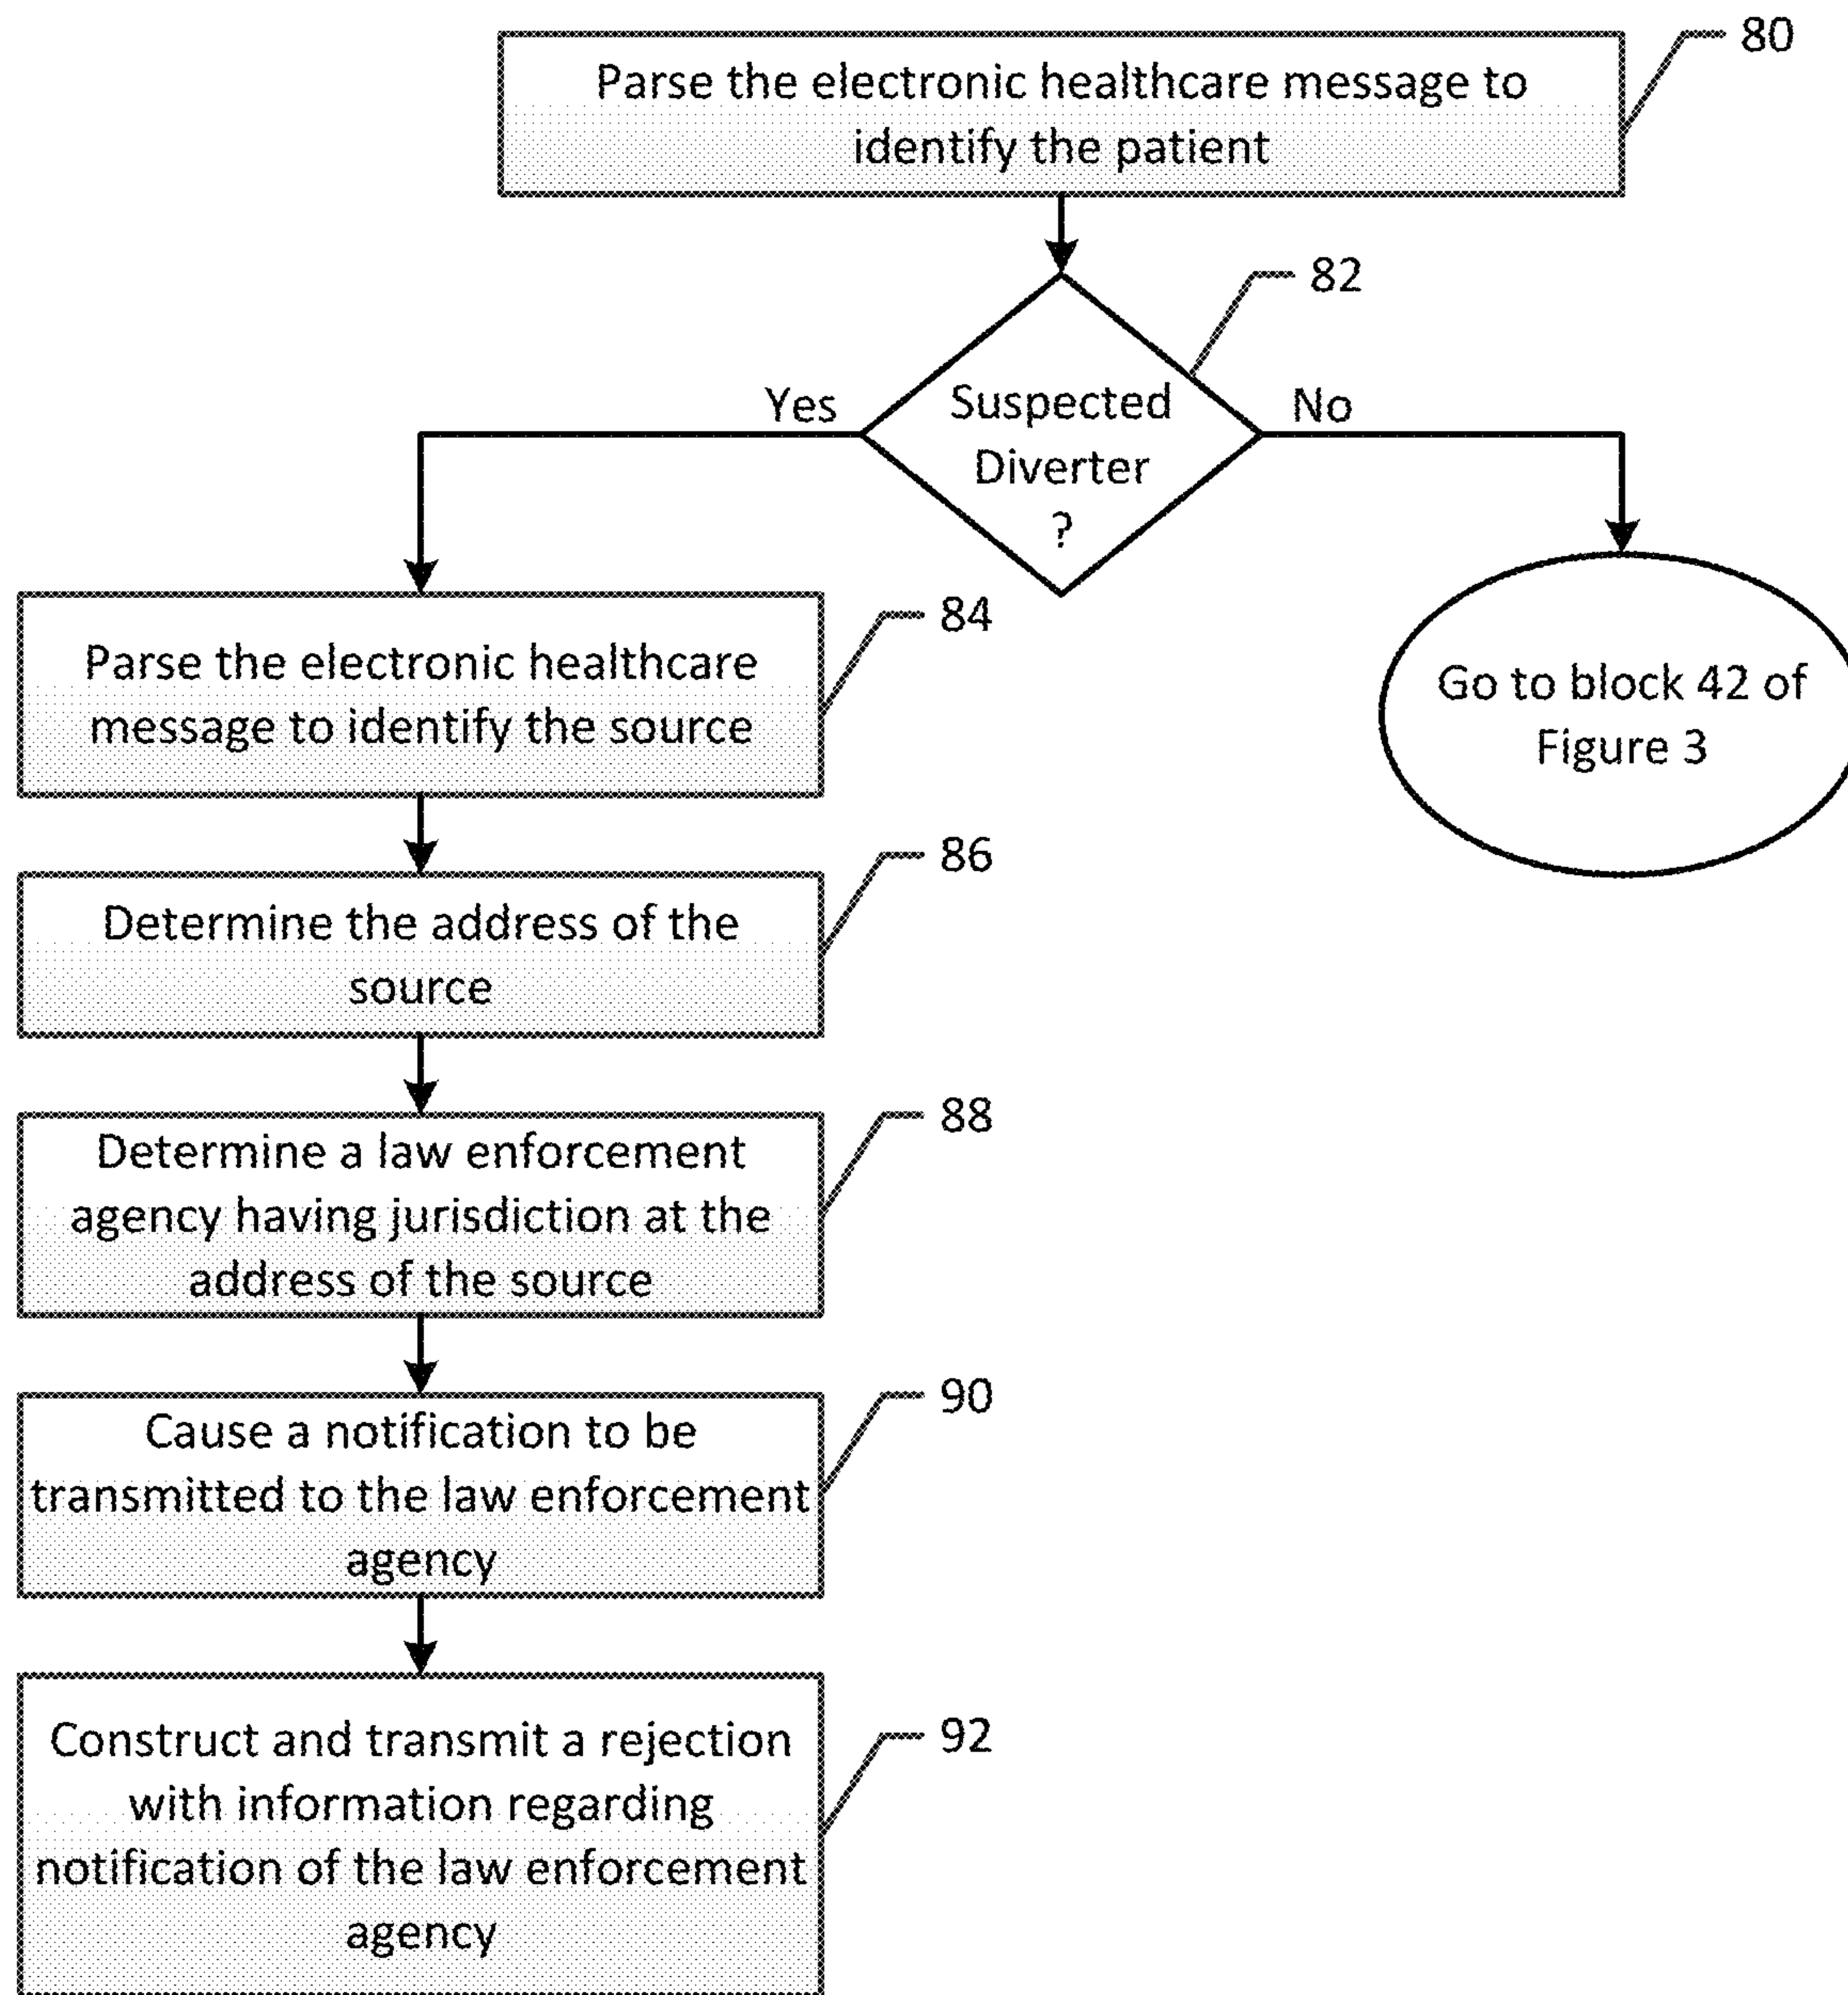 80
Parse the electronic healthcare message to
identify the patient
82
Yes
Suspected
Diverter
?
No
84
Parse the electronic healthcare
message to identify the source
Go to block 42 of
Figure 3
86
Determine the address of the
source
88
Determine a law enforcement
agency having jurisdiction at the
address of the source
90
Cause a notification to be
transmitted to the law enforcement
agency
92
Construct and transmit a rejection
with information regarding
notification of the law enforcement
agency